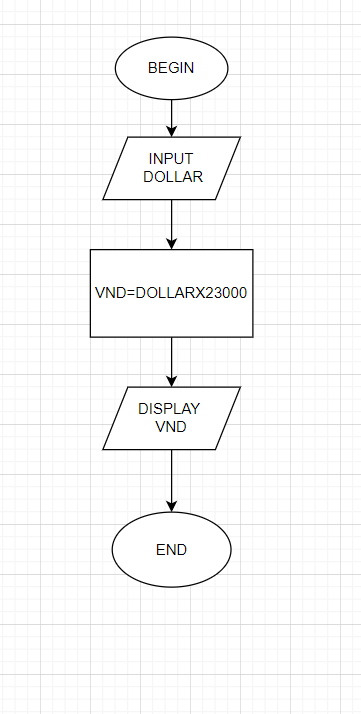 BEGIN
INPUT
DOLLAR
VND=DOLLARX23000
DISPLAY
VND
END